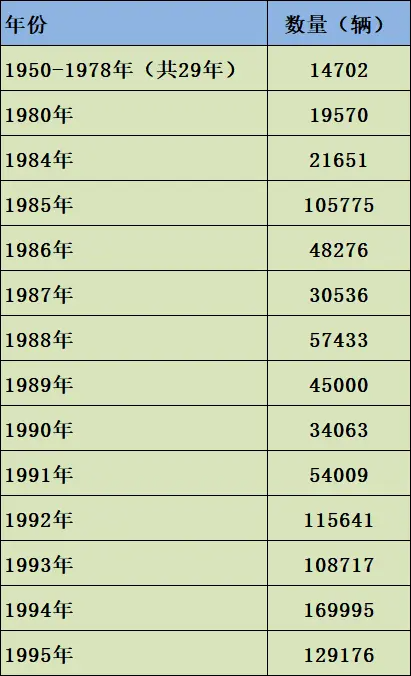 年份 数量（辆）
1950-1978年（共29年） 14702
1980年 19570
1984年 21651
1985年 105775
1986年 48276
1987年 30536
1988年 57433
1989年 45000
1990年 34063
1991年 54009
1992年 115641
1993年 108717
1994年 169995
1995年 129176